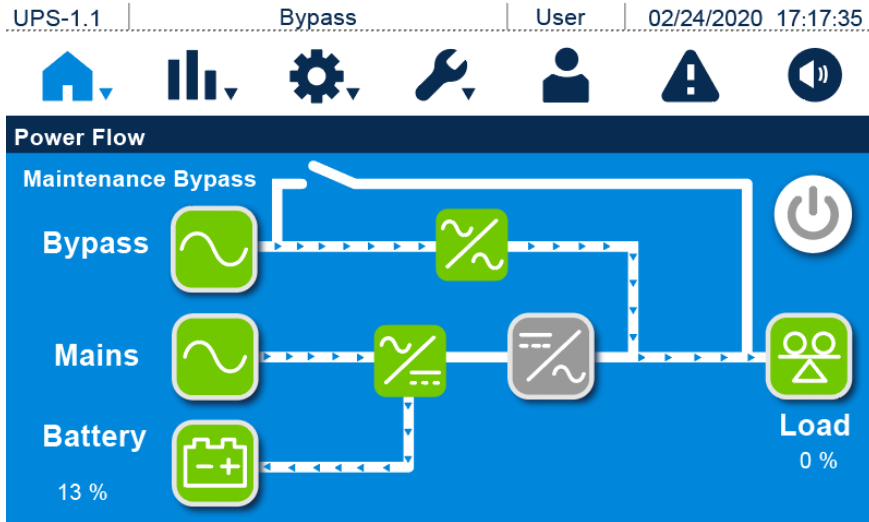 UPS-1.1 Bypass User 02/24/2020 17:17:35
Power Flow
Maintenance Bypass
Bypass
Mains
Battery
13 %
Load
0 %